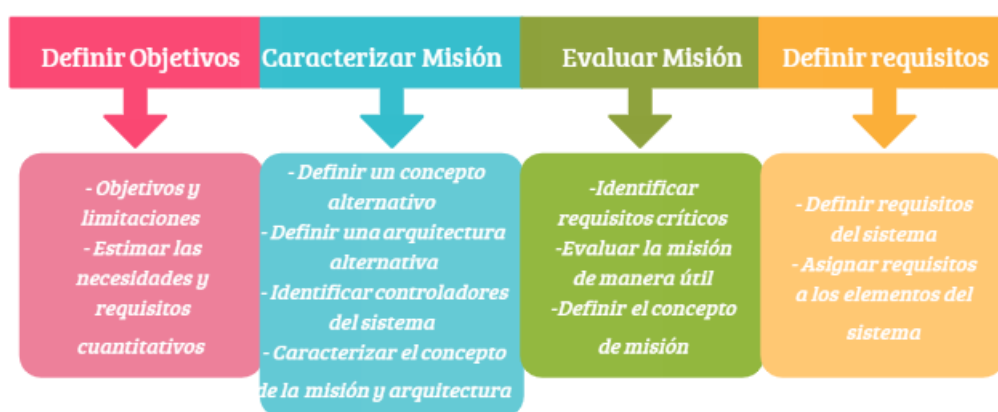 Definir Objetivos
Caracterizar Misión
Evaluar Misión
Definir requisitos
- Objetivos y
limitaciones
- Estimar las
necesidades y
requisitos
cuantitativos
- Definir un concepto
alternativo
- Definir una arquitectura
alternativa
- Identificar controladores
del sistema
- Caracterizar el concepto
de la misión y arquitectura
-Identificar
requisitos críticos
-Evaluar la misión
de manera útil
-Definir el concepto
de misión
- Definir requisitos
del sistema
- Asignar requisitos
a los elementos del
sistema